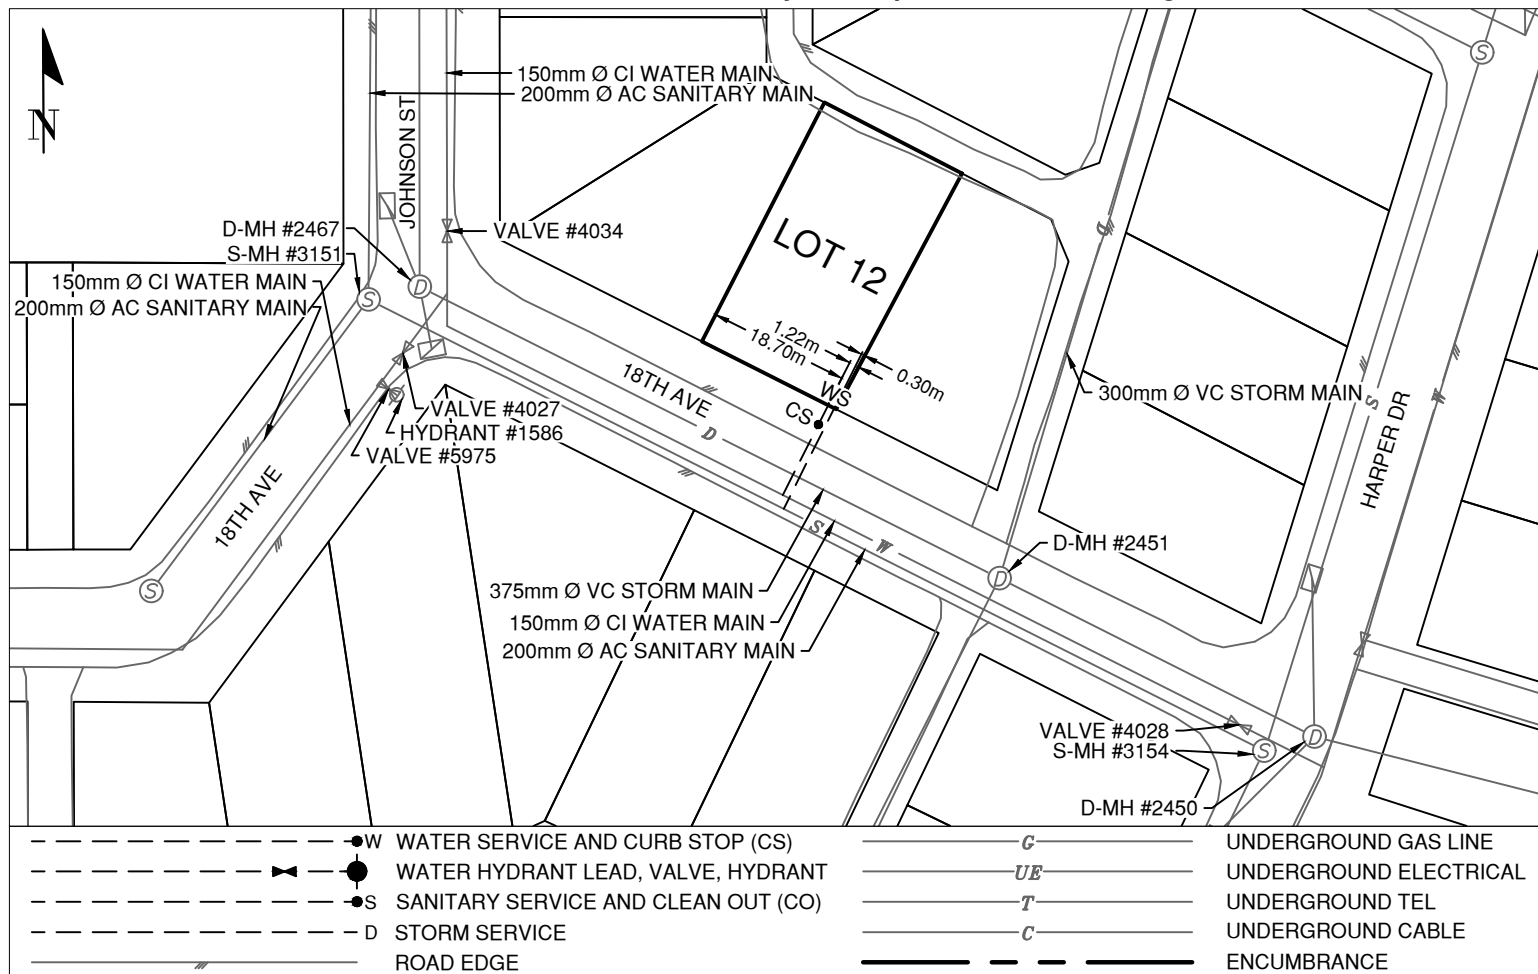 150mm Ø CI WATER MAIN
200mm Ø AC SANITARY MAIN
JOHNSON ST
N
S
D-MH #2467
S-MH #3151
VALVE #4034
150mm Ø CI WATER MAIN
200mm Ø AC SANITARY MAIN
S
D
LOT 12
G
1.22m
18.70m
0.30m
WS
CS
18TH AVE
D
300mm Ø VC STORM MAIN
S
W
HARPER DR
VALVE #4027
HYDRANT #1586
VALVE #5975
18TH AVE
S
S
W
D-MH #2451
D
375mm Ø VC STORM MAIN
150mm Ø CI WATER MAIN
200mm Ø AC SANITARY MAIN
VALVE #4028
S-MH #3154
S
D
D-MH #2450
W WATER SERVICE AND CURB STOP (CS)
WATER HYDRANT LEAD, VALVE, HYDRANT
S SANITARY SERVICE AND CLEAN OUT (CO)
D STORM SERVICE
ROAD EDGE
G UNDERGROUND GAS LINE
UE UNDERGROUND ELECTRICAL
T UNDERGROUND TEL
C UNDERGROUND CABLE
ENCUMBRANCE